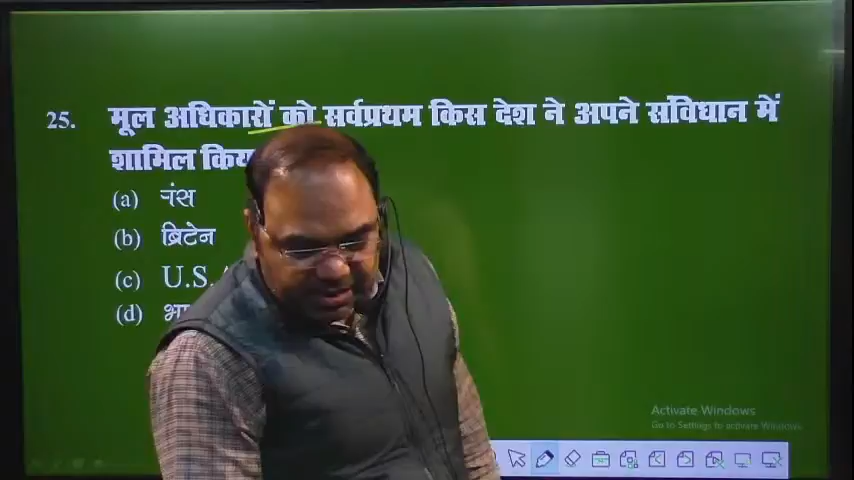 25. मूल अधिकारों को सर्वप्रथम किस देश ने अपने संविधान में
शामिल
(a)
(b) ब्रिटेन
(c) U.S.
(d)
Activate Windows
Go to Settings to activate Windows.